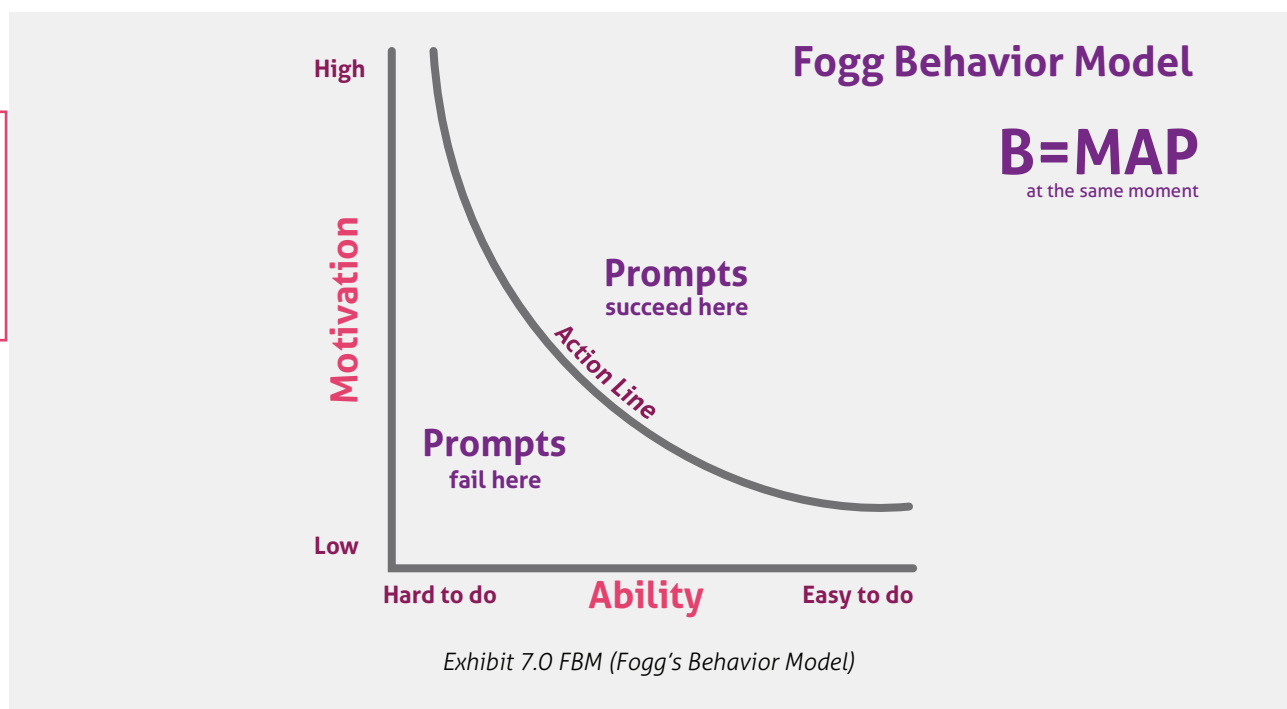 Fogg Behavior Model
B=MAP
at the same moment
High
Motivation
Prompts
succeed here
Action Line
Prompts
fail here
Low
Hard to do
Ability
Easy to do
Exhibit 7.0 FBM (Fogg's Behavior Model)